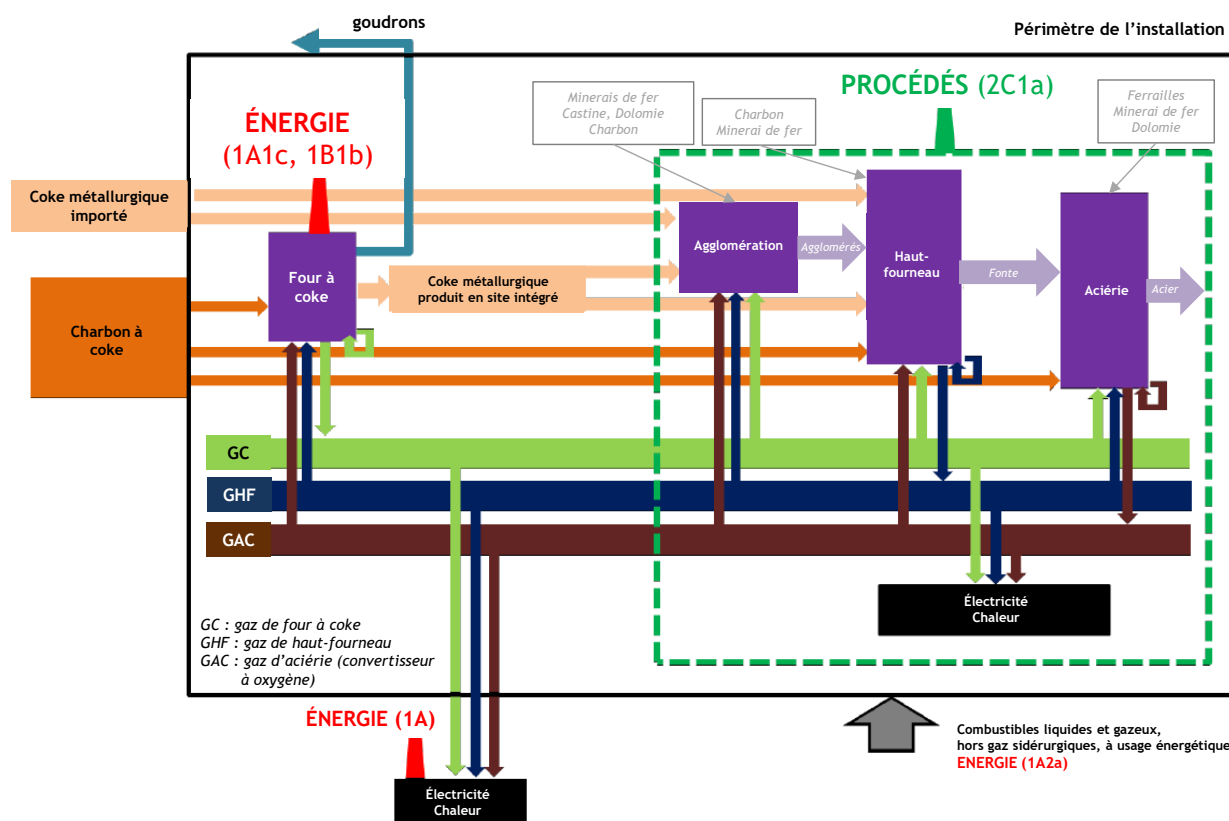 goudrons
Périmètre de l'installation
ÉNERGIE
(1A1c, 1B1b)
PROCÉDÉS (2C1a)
Minerais de fer
Castine, Dolomie
Charbon
Charbon
Minerai de fer
Ferrailles
Minerai de fer
Dolomie
Coke métallurgique
importé
Four à
coke
Coke métallurgique
produit en site intégré
Agglomération
Agglomérés
Haut-
fourneau
Fonte
Aciérie
Acier
Charbon à
coke
GC
GHF
GAC
Électricité
Chaleur
GC : gaz de four à coke
GHF : gaz de haut-fourneau
GAC : gaz d'aciérie (convertisseur
à oxygène)
ÉNERGIE (1A)
Électricité
Chaleur
Combustibles liquides et gazeux,
hors gaz sidérurgiques, à usage énergétique
ENERGIE (1A2a)